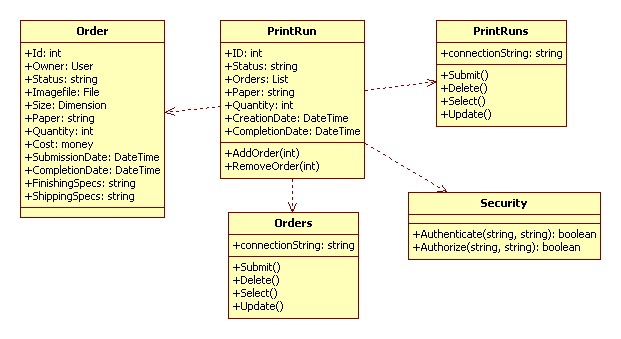 Order
+Id: int
+Owner: User
+Status: string
+Imagefile: File
+Size: Dimension
+Paper: string
+Quantity: int
+Cost: money
+SubmissionDate: DateTime
+CompletionDate: DateTime
+FinishingSpecs: string
+ShippingSpecs: string
PrintRun
+ID: int
+Status: string
+Orders: List
+Paper: string
+Quantity: int
+CreationDate: DateTime
+CompletionDate: DateTime
+AddOrder(int)
+RemoveOrder(int)
PrintRuns
+connectionString: string
+Submit()
+Delete()
+Select()
+Update()
Orders
+connectionString: string
+Submit()
+Delete()
+Select()
+Update()
Security
+Authenticate(string, string): boolean
+Authorize(string, string): boolean